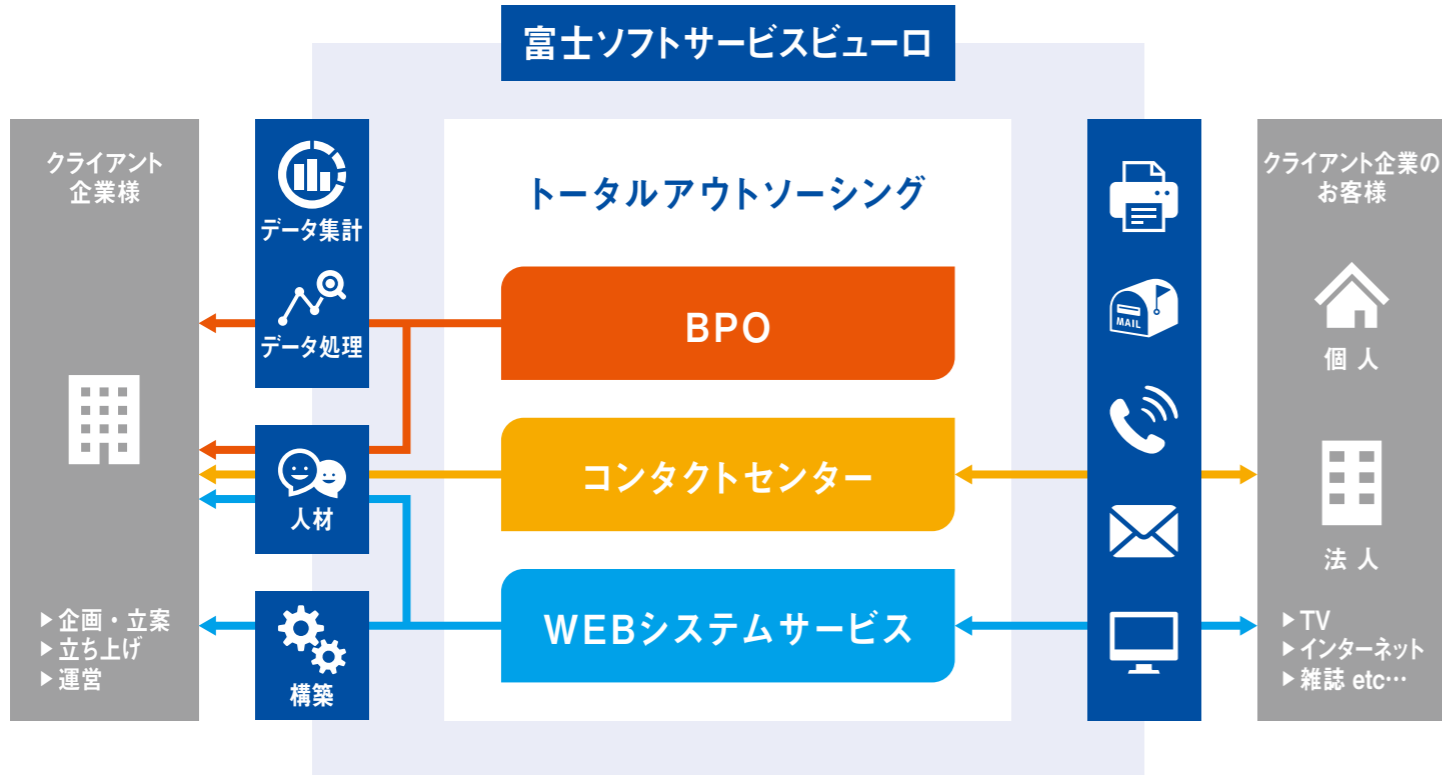 富士ソフトサービスビューロ
クライアント
企業様
▶企画・立案
▶立ち上げ
▶運営
データ集計
データ処理
人材
構築
トータルアウトソーシング
BPO
コンタクトセンター
WEBシステムサービス
MAIL
クライアント企業の
お客様
個人
法人
▶TV
▶インターネット
▶雑誌 etc…